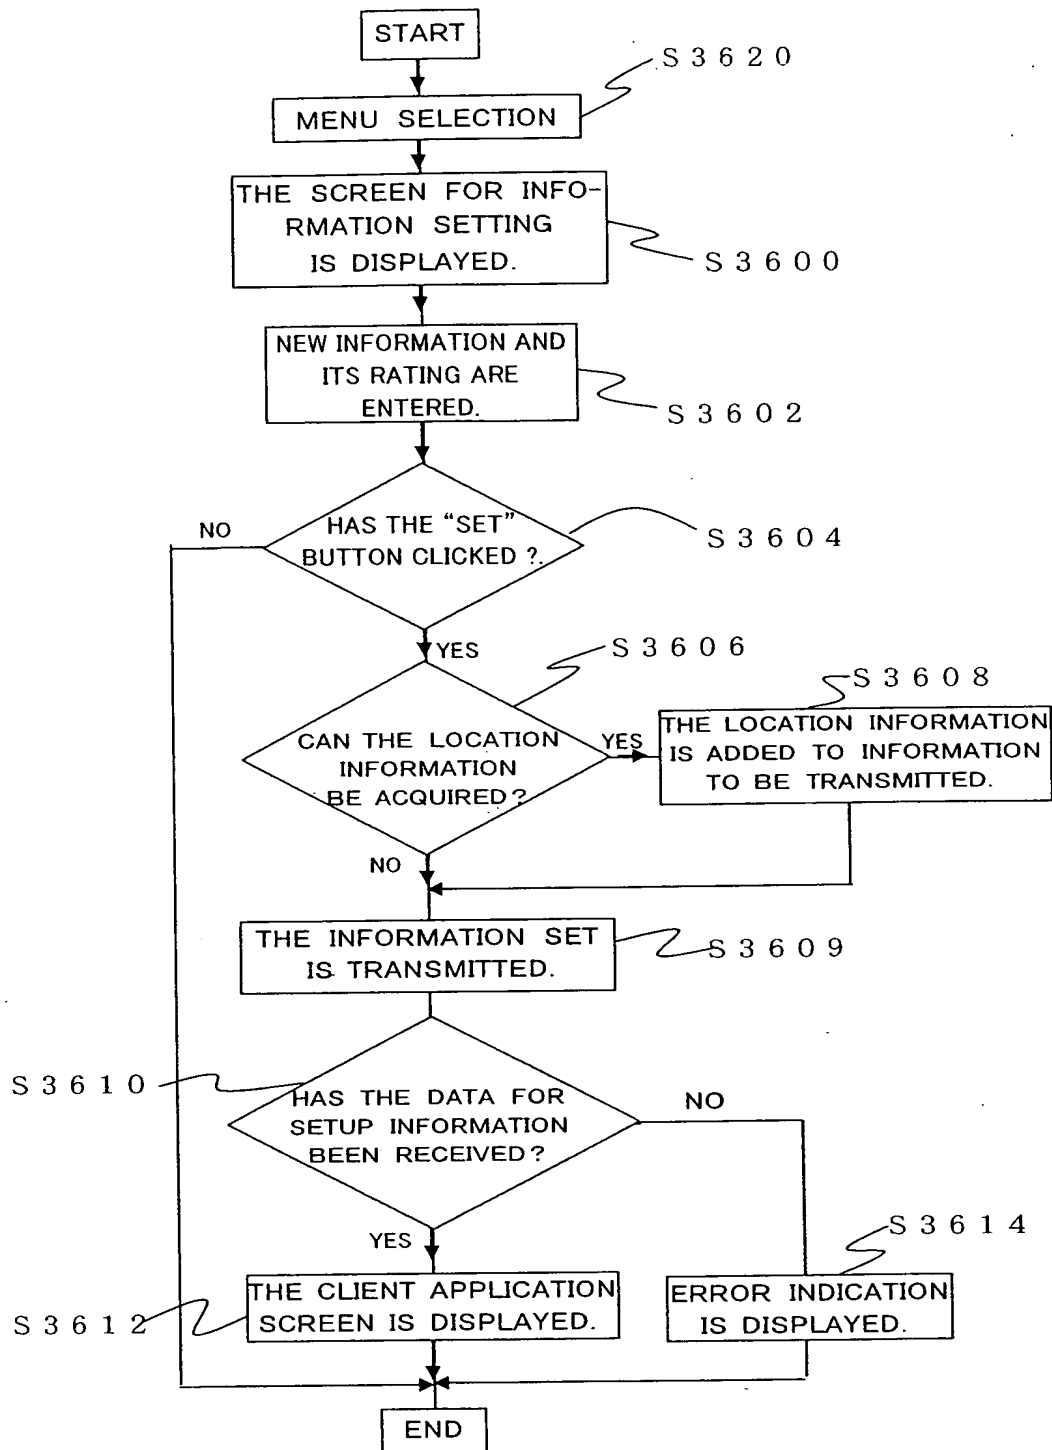 START
S3620
MENU SELECTION
THE SCREEN FOR INFO-
RMATION SETTING
IS DISPLAYED.
S3600
NEW INFORMATION AND
ITS RATING ARE
ENTERED.
S3602
NO
HAS THE “SET”
BUTTON CLICKED?.
S3604
YES
S3606
S3608
CAN THE LOCATION
INFORMATION
BE ACQUIRED?
YES
THE LOCATION INFORMATION
IS ADDED TO INFORMATION
TO BE TRANSMITTED.
NO
THE INFORMATION SET
IS TRANSMITTED.
S3609
S3610
HAS THE DATA FOR
SETUP INFORMATION
BEEN RECEIVED?
NO
YES
S3614
THE CLIENT APPLICATION
SCREEN IS DISPLAYED.
S3612
ERROR INDICATION
IS DISPLAYED.
END